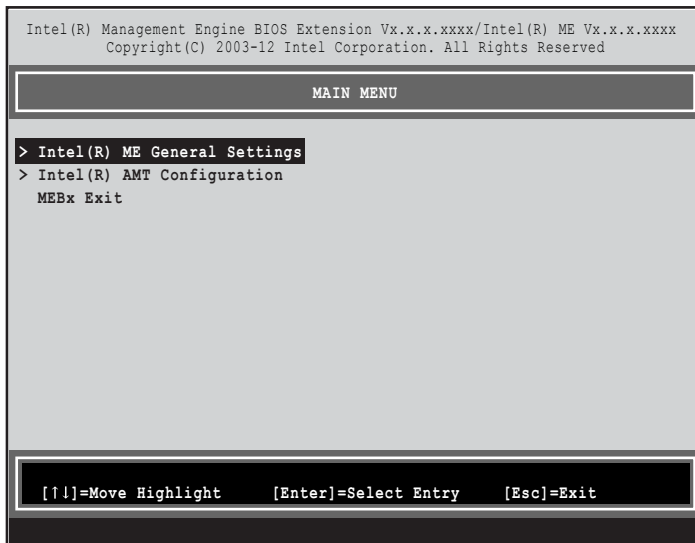 Intel(R) Management Engine BIOS Extension Vx.x.x.xxxx/Intel(R) ME Vx.x.x.xxxx
Copyright(C) 2003-12 Intel Corporation. All Rights Reserved
MAIN MENU
> Intel(R) ME General Settings
> Intel(R) AMT Configuration
MEBx Exit
[↑↓]=Move Highlight [Enter]=Select Entry [Esc]=Exit